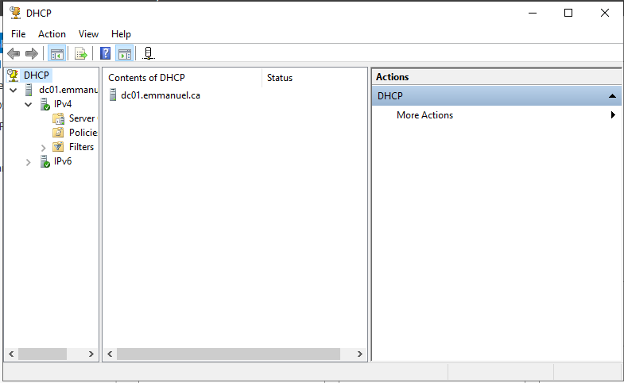 DHCP
File Action View Help
DHCP
dc01.emmanu
IPv4
Server
Policie
Filters
IPv6
Contents of DHCP Status
dc01.emmanuel.ca
Actions
DHCP
More Actions